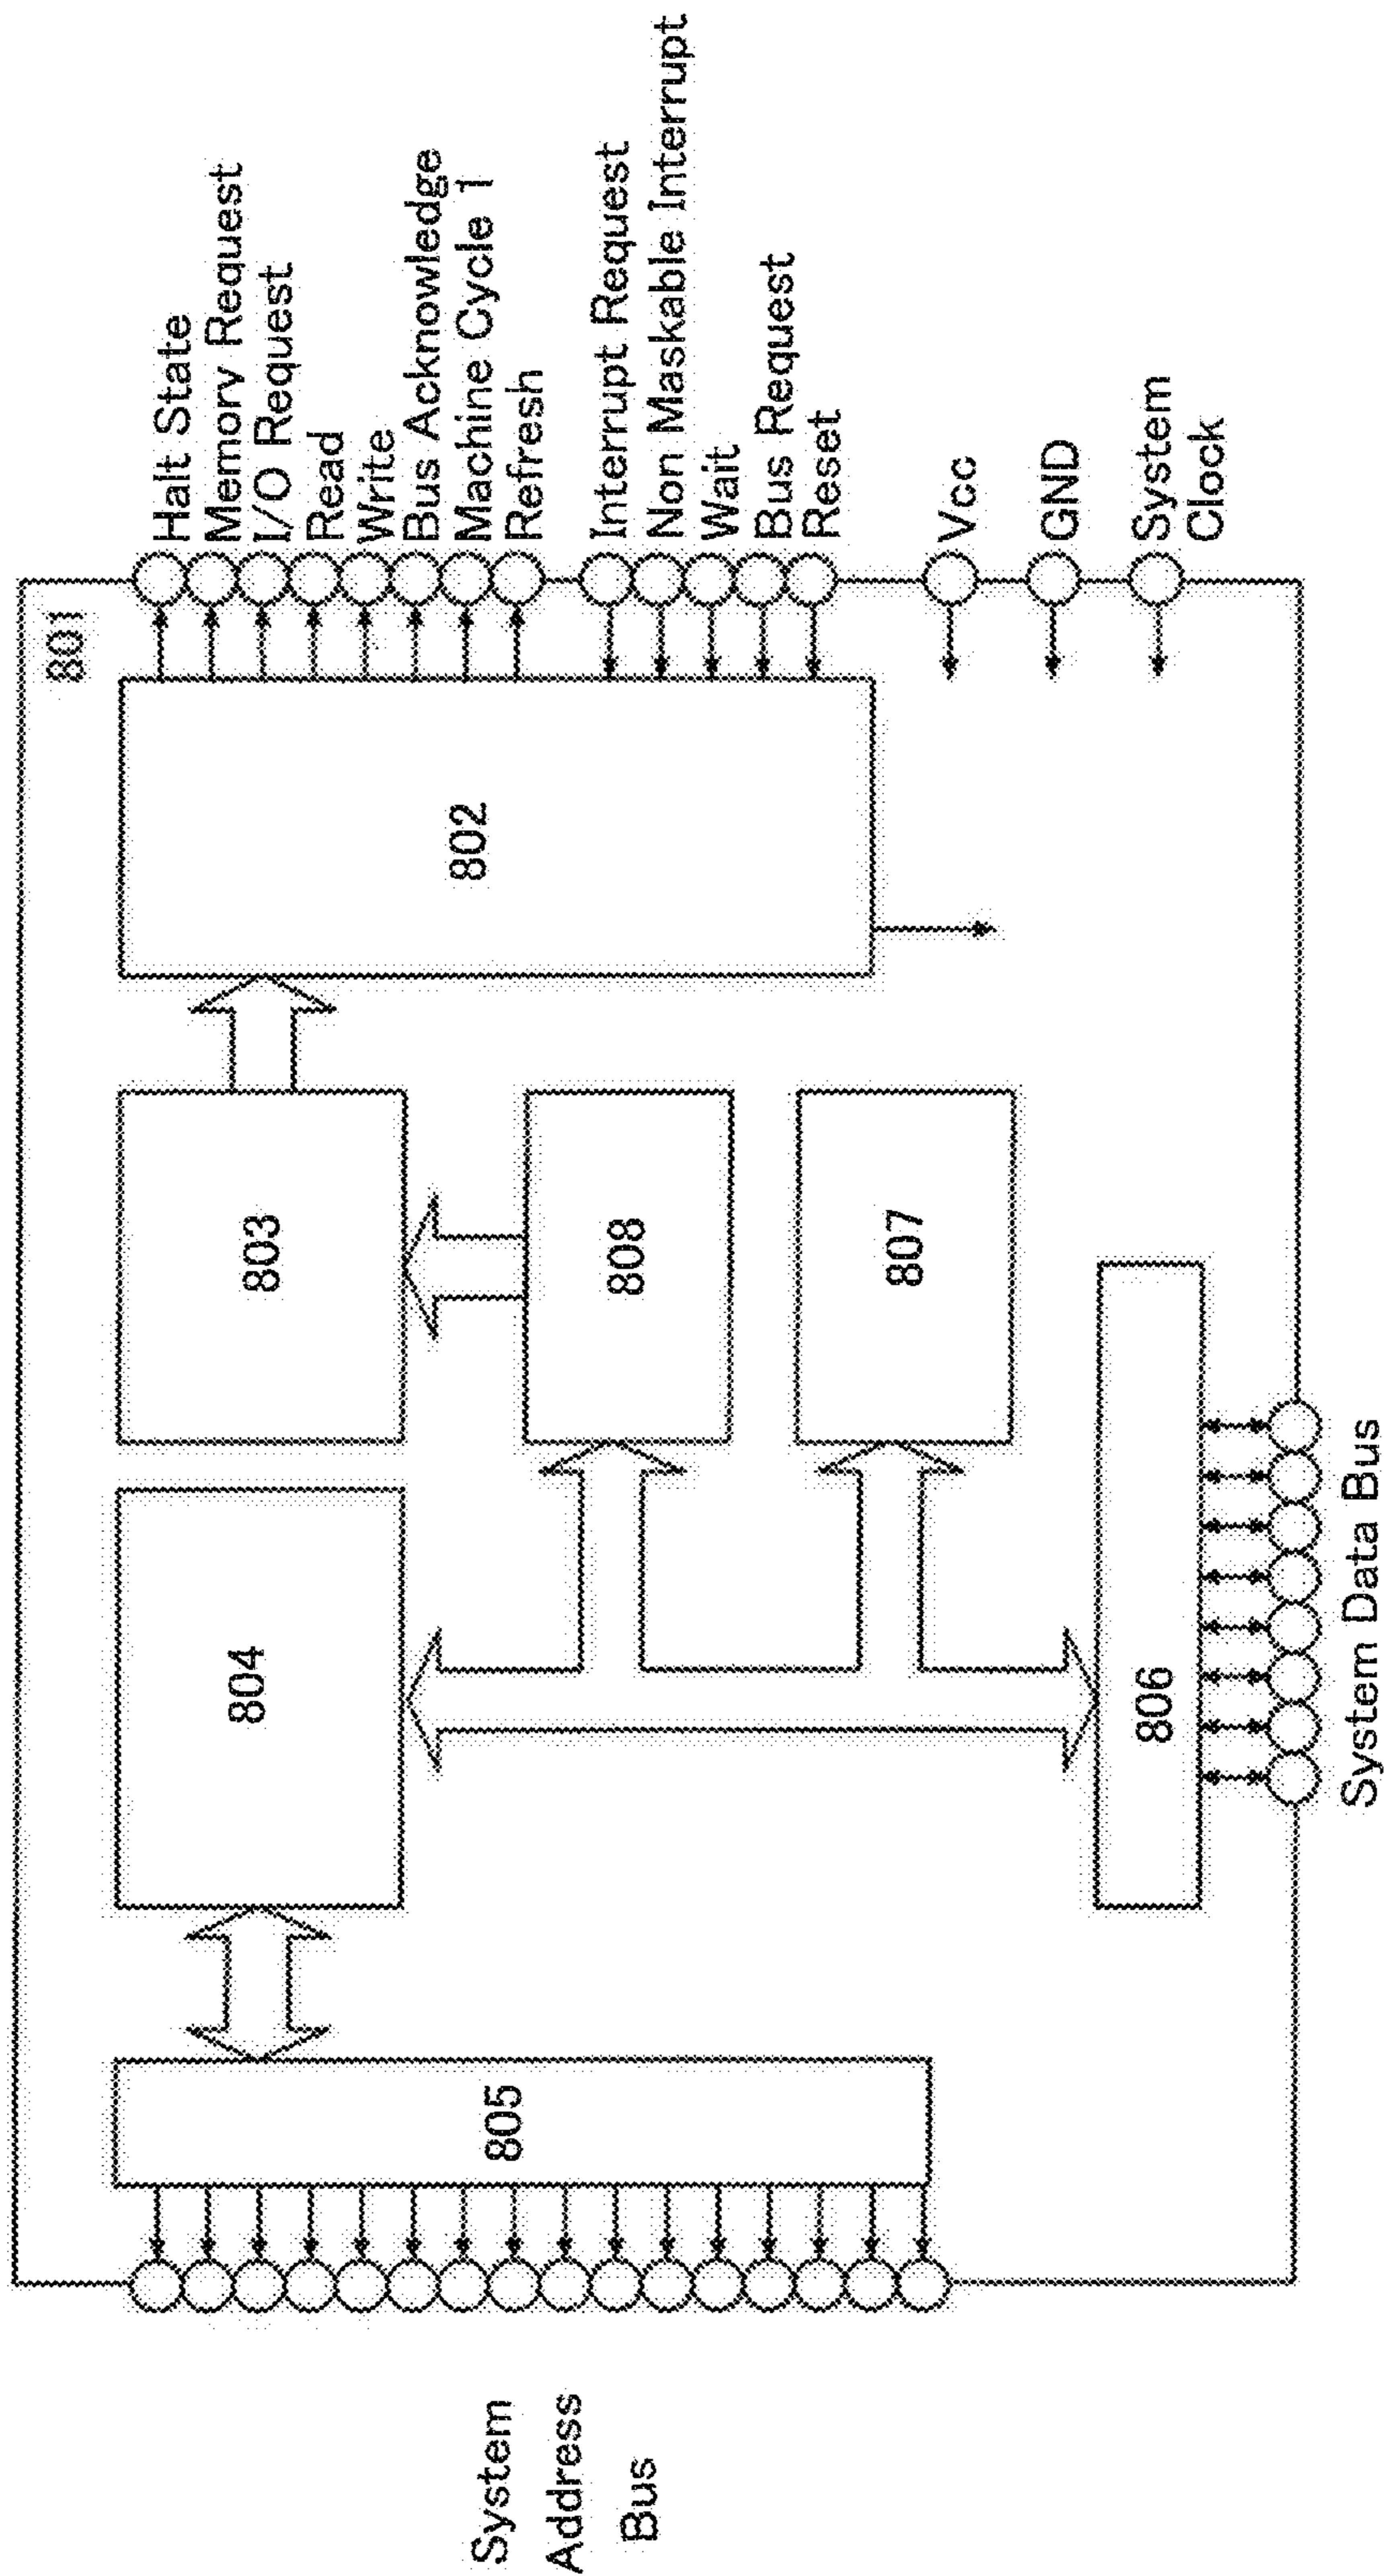 801
Halt State
Memory Request
I/O Request
Read
Write
Bus Acknowledge
Machine Cycle 1
Refresh
Interrupt Request
Non Maskable Interrupt
Wait
Bus Request
Reset
Vcc
GND
System
Clock
802
803
808
807
804
806
805
System Data Bus
System
Address
Bus